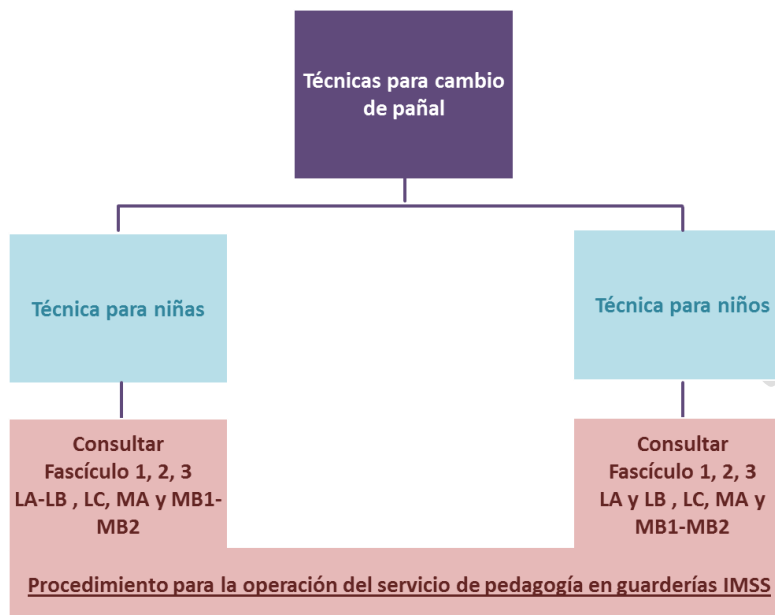 Técnicas para cambio
de pañal
Técnica para niñas
Técnica para niños
Consultar
Fascículo 1, 2, 3
LA-LB , LC, MA y MB1-
MB2
Consultar
Fascículo 1, 2, 3
LA y LB , LC, MA y
MB1-MB2
Procedimiento para la operación del servicio de pedagogía en guarderías IMSS